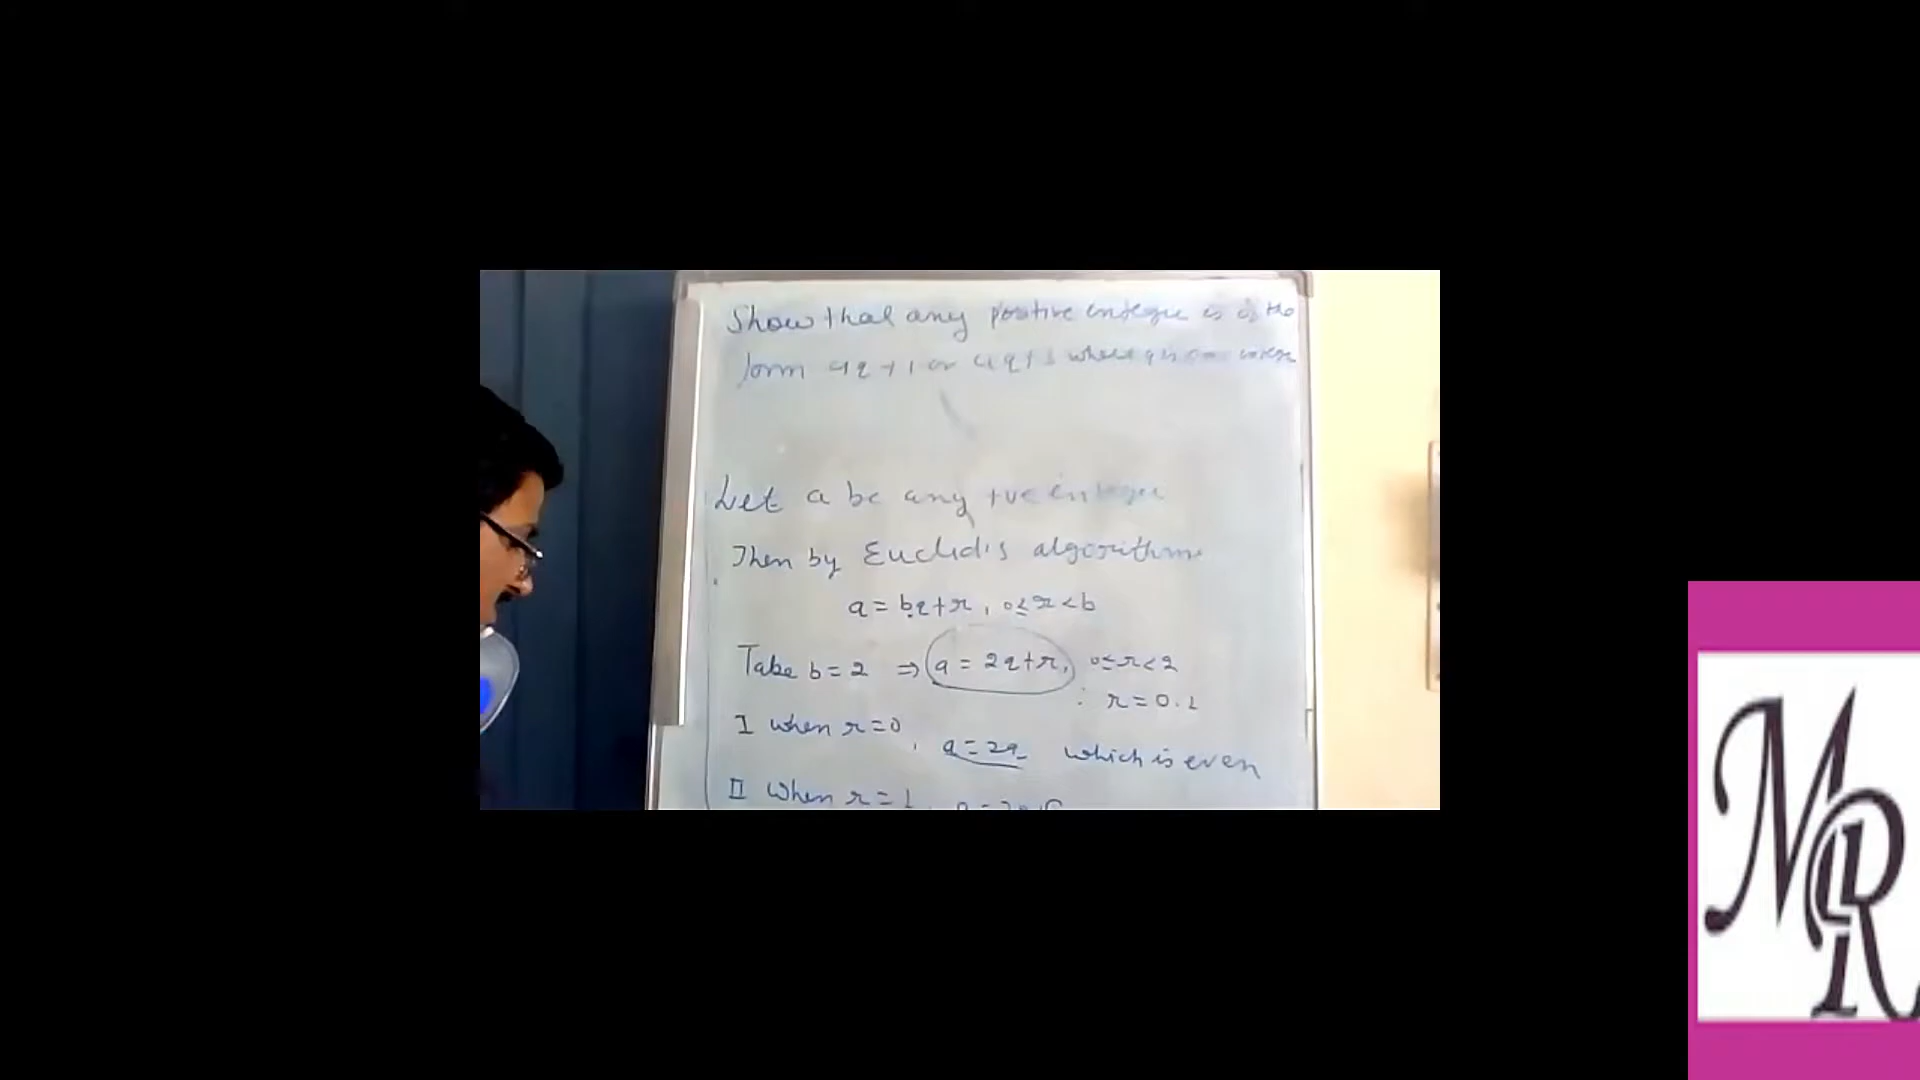 Show that any positive integer is of the
form 4q+1 or 4q+3 where q is an integer
Let a be any +ve integer
Then by Euclid's algorithm
a = bq+r, 0≤r<b
Take b=2 ⇒ a = 2q+r, 0≤r<2
∴ r=0,1
I when r=0, a=2q which is even
II when r=1,
MR